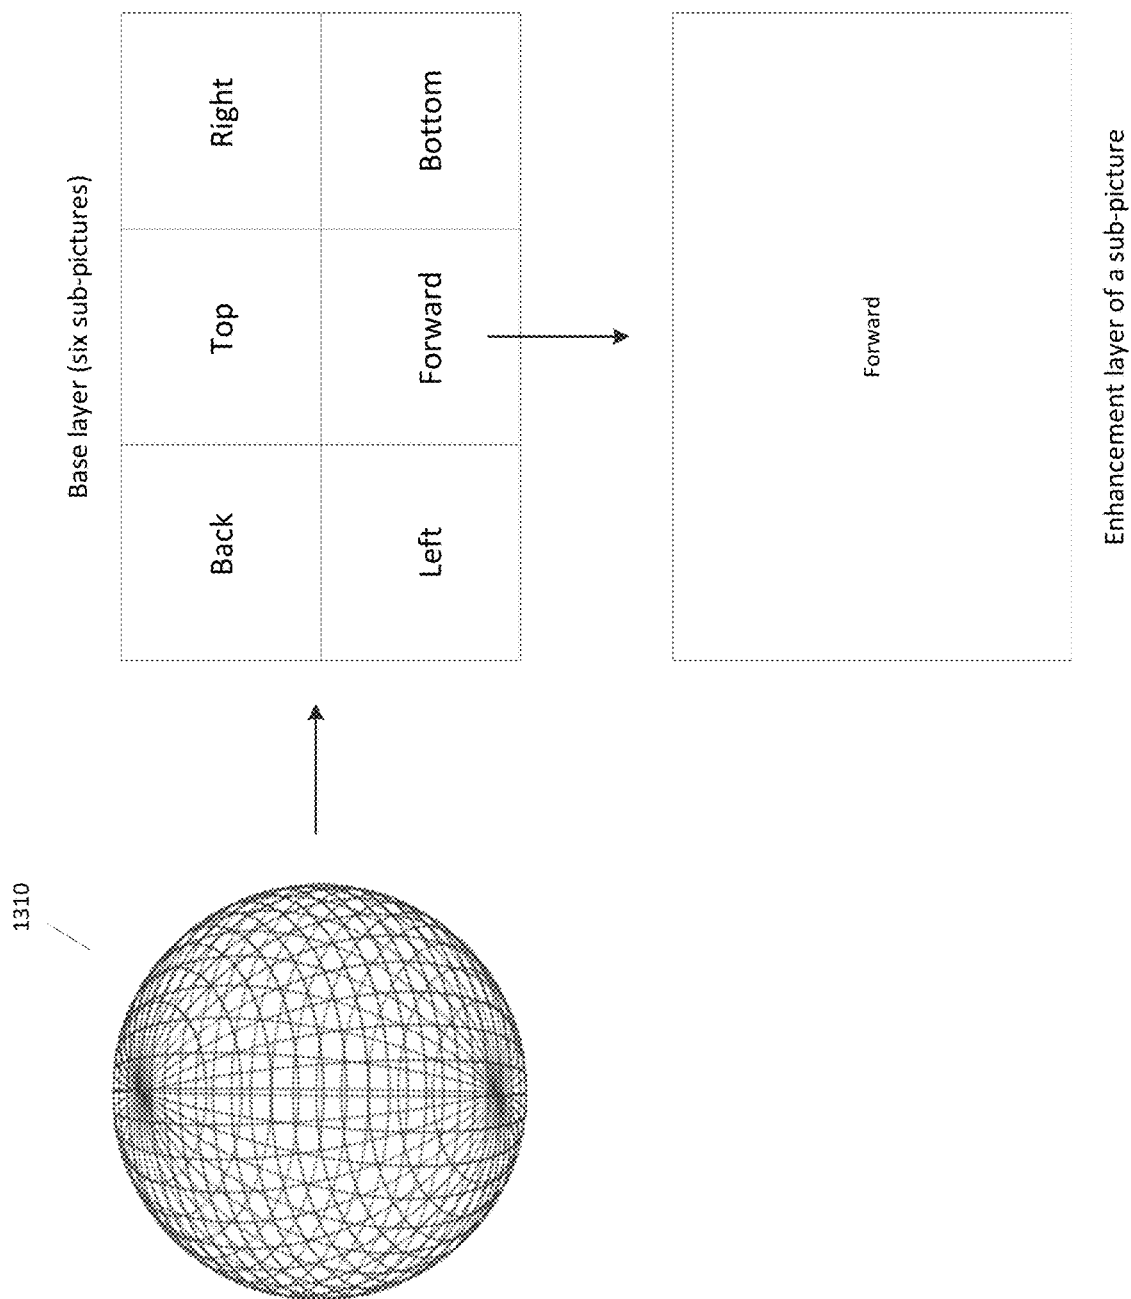 1310
Base layer (six sub-pictures)
Back
Top
Right
Left
Forward
Bottom
Forward
Enhancement layer of a sub-picture